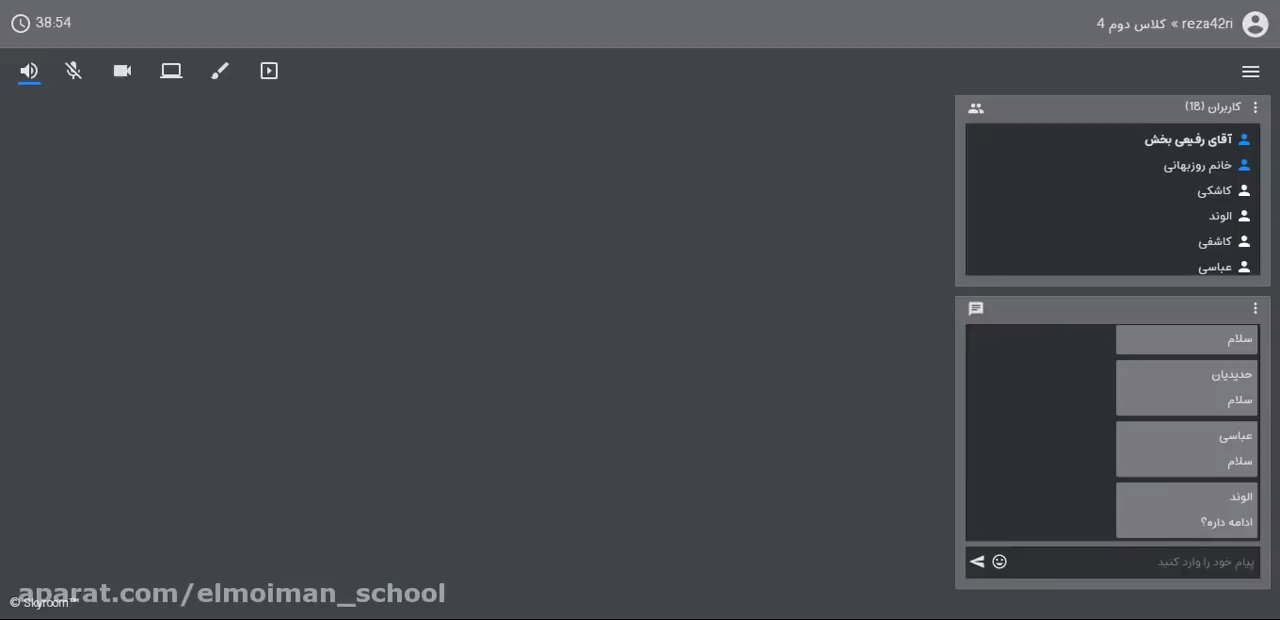 38:54
reza42ri » کلاس دوم 4
کاربران (18)
آقای رفیعی بخش
خانم روزبهانی
کاشکی
الوند
کاشفی
عباسی
سلام
حدیدیان
سلام
عباسی
سلام
الوند
ادامه داره؟
پیام خود را وارد کنید
aparat.com/elmoiman_school
© Skyroom™